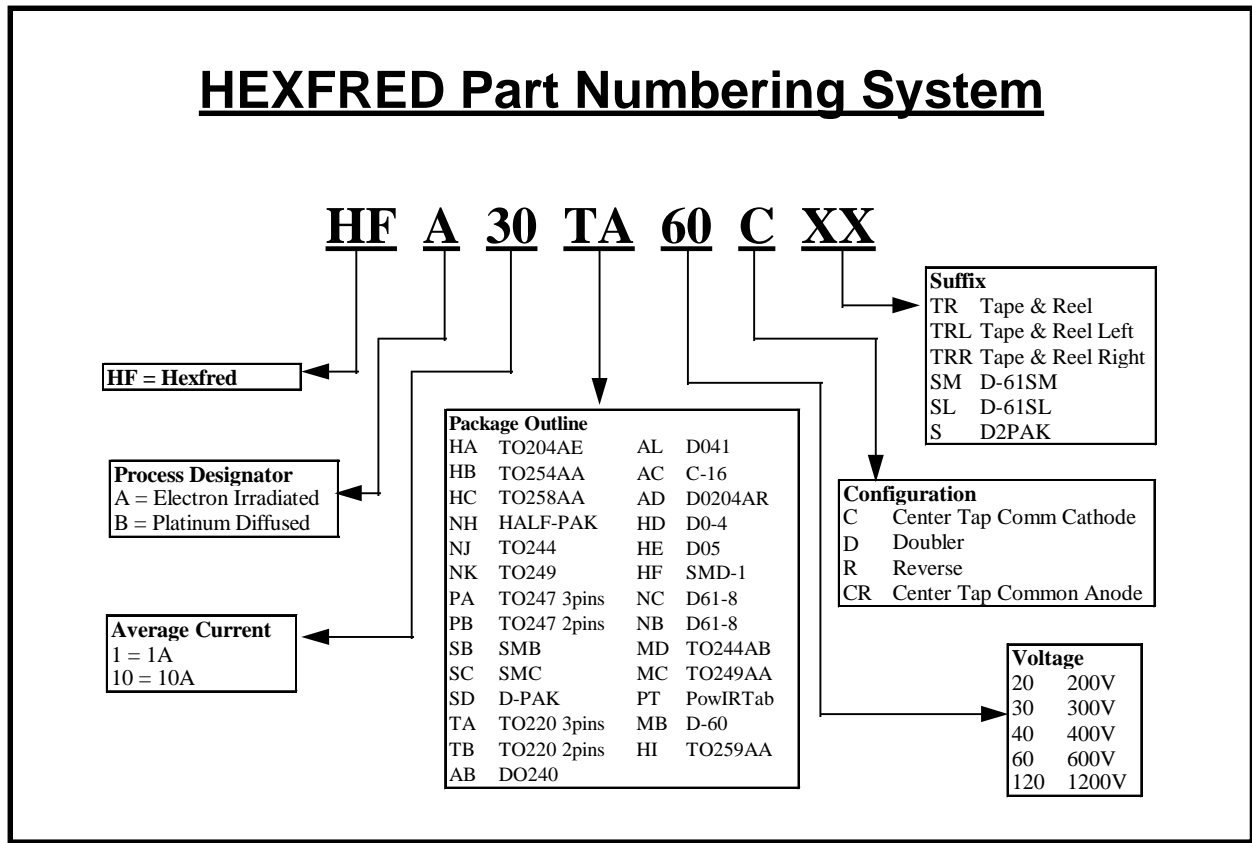 HEXFRED Part Numbering System
HF A 30 TA 60 C XX
Suffix
TR Tape & Reel
TRL Tape & Reel Left
TRR Tape & Reel Right
SM D-61SM
SL D-61SL
S D2PAK
HF = Hexfred
Process Designator
A = Electron Irradiated
B = Platinum Diffused
Average Current
1 = 1A
10 = 10A
Package Outline
HA TO204AE AL D041
HB TO254AA AC C-16
HC TO258AA AD D0204AR
NH HALF-PAK HD D0-4
NJ TO244 HE D05
NK TO249 HF SMD-1
PA TO247 3pins NC D61-8
PB TO247 2pins NB D61-8
SB SMB MD TO244AB
SC SMC MC TO249AA
SD D-PAK PT PowIRTab
TA TO220 3pins MB D-60
TB TO220 2pins HI TO259AA
AB DO240
Configuration
C Center Tap Comm Cathode
D Doubler
R Reverse
CR Center Tap Common Anode
Voltage
20 200V
30 300V
40 400V
60 600V
120 1200V